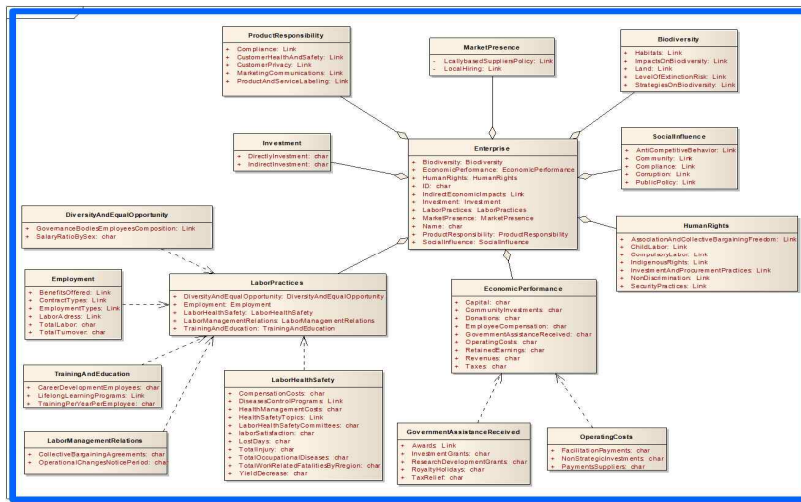 ProductResponsibility
+ Compliance: Link
+ CustomerHealthAndSafety: Link
+ CustomerPrivacy: Link
+ MarketingCommunications: Link
+ ProductAndServiceLabeling: Link
MarketPresence
- LcallybasedSuppliersPolicy: Link
- LocalHiring: Link
Biodiversity
+ Habitats: Link
+ ImpactsOnBiodiversity: Link
+ Land: Link
+ LevelOfExtinctionRisk: Link
+ StrategiesOnBiodiversity: Link
Investment
+ DirectlyInvestment: char
+ IndirectInvestment: char
Enterprise
+ Biodiversity: Biodiversity
+ EconomicPerfomance: EconomicPerformance
+ HumanRights: HumanRights
+ ID: char
+ IndirectEconomicImpacts: Link
+ Investment: Investment
+ LaborPractices: LaborPractices
+ MarketPresence: MarketPresence
+ Name: char
+ ProductResponsibility: ProductResponsibility
+ SocialInfluence: SocialInfluence
SocialInfluence
+ AntiCompetitiveBehavior: Link
+ Community: Link
+ Compliance: Link
+ Corruption: Link
+ PublicPolicy: Link
DiversityAndEqualOpportunity
+ GovernanceBodiesEmployeesComposition: Link
+ SalaryRatioBySex: char
HumanRights
+ AssociationAndCollectiveBargainingFreedom: Link
+ ChildLabor: Link
+ CompulsoryLabor: Link
+ IndigenousRights: Link
+ InvestmentAndProcurementPractices: Link
+ NonDiscrimination: Link
+ SecurityPractices: Link
Employment
+ BenefitsOffered: Link
+ ContractTypes: Link
+ EmploymentTypes: Link
+ LaborAdress: Link
+ TotalLabor: char
+ TotalTurnover: char
LaborPractices
+ DiversityAndEqualOpportunity: DiversityAndEqualOpportunity
+ Employment: Employment
+ LaborHealthSafety: LaborHealthSafety
+ LaborManagementRelations: LaborManagementRelations
+ TrainingAndEducation: TrainingAndEducation
EconomicPerformance
+ Capital: char
+ CommunityInvestments: char
+ Donations: char
+ EmployeeCompensation: char
+ GovernmentAssistanceReceived: char
+ OperatingCosts: char
+ RetainedEarnings: char
+ Revenues: char
+ Taxes: char
TrainingAndEducation
+ CareerDevelopmentEmployees: char
+ LifelongLearningPrograms: Link
+ TrainingPerYearPerEmployee: char
LaborHealthSafety
+ CompensationCosts: char
+ DiseasesControlPrograms: Link
+ HealthManagementCosts: char
+ HealthSafetyTopics: Link
+ LaborHealthSafetyCommittees: char
+ laborSatisfaction: char
+ LostDays: char
+ TotalInjury: char
+ TotalOccupationalDiseases: char
+ TotalWorkRelatedFatalitiesByRregion: char
+ YieldDecrease: char
LaborManagementRelations
+ CollectiveBargainingAgreements: char
+ OperationalChangesNoticePeriod: char
GovernmentAssistanceReceived
+ Awards: Link
+ InvestmentGrants: char
+ ResearchDevelopmentGrants: char
+ RoyaltyHolidays: char
+ TaxRelief: char
OperatingCosts
+ FacilitationPayments: char
+ NonStrategicInvestments: char
+ PaymentsSuppliers: char